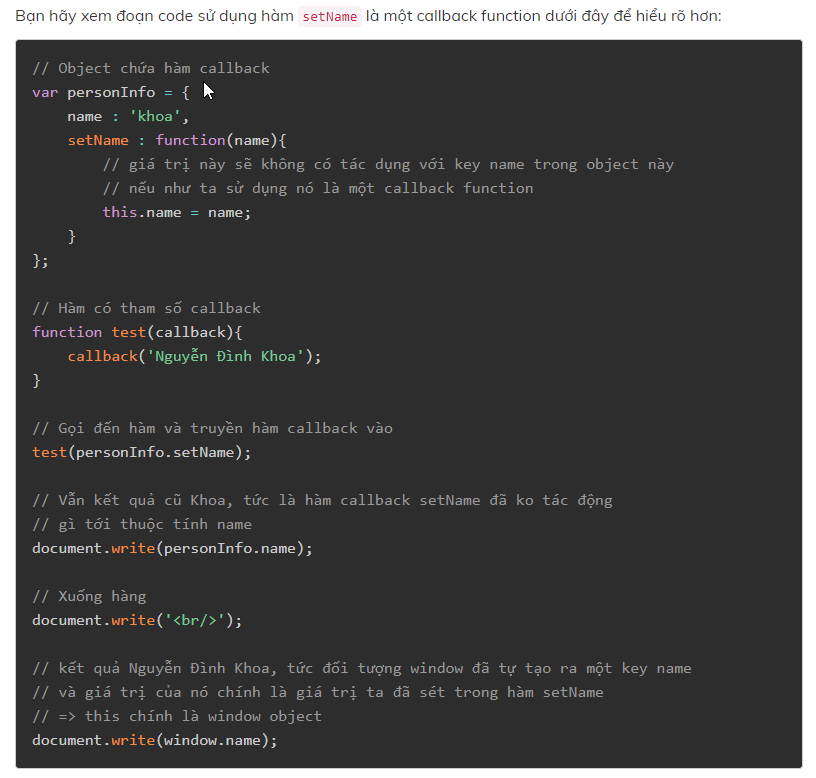 Bạn hãy xem đoạn code sử dụng hàm setName là một callback function dưới đây để hiểu rõ hơn:
// Object chứa hàm callback
var personInfo = {
    name : 'khoa',
    setName : function(name){
        // giá trị này sẽ không có tác dụng với key name trong object này
        // nếu như ta sử dụng nó là một callback function
        this.name = name;
    }
};
// Hàm có tham số callback
function test(callback){
    callback('Nguyễn Đình Khoa');
}
// Gọi đến hàm và truyền hàm callback vào
test(personInfo.setName);
// Vẫn kết quả cũ Khoa, tức là hàm callback setName đã ko tác động
// gì tới thuộc tính name
document.write(personInfo.name);
// Xuống hàng
document.write('<br/>');
// kết quả Nguyễn Đình Khoa, tức đối tượng window đã tự tạo ra một key name
// và giá trị của nó chính là giá trị ta đã sét trong hàm setName
// => this chính là window object
document.write(window.name);